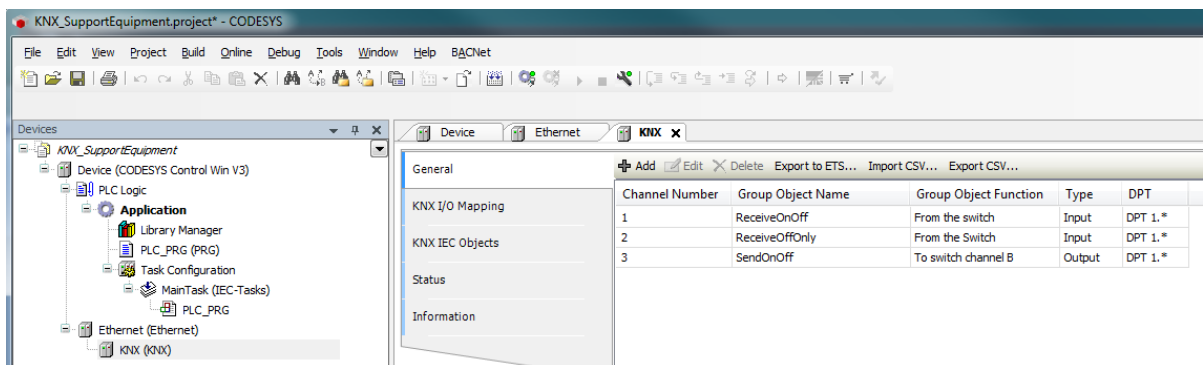 KNX_SupportEquipment.project* - CODESYS
File Edit View Project Build Online Debug Tools Window Help BACNet
Devices
KNX_SupportEquipment
Device (CODESYS Control Win V3)
PLC Logic
Application
Library Manager
PLC_PRG (PRG)
Task Configuration
MainTask (IEC-Tasks)
PLC_PRG
Ethernet (Ethernet)
KNX (KNX)
Device Ethernet KNX
General
KNX I/O Mapping
KNX IEC Objects
Status
Information
Add Edit Delete Export to ETS... Import CSV... Export CSV...
Channel Number Group Object Name Group Object Function Type DPT
1 ReceiveOnOff From the switch Input DPT 1.*
2 ReceiveOffOnly From the Switch Input DPT 1.*
3 SendOnOff To switch channel B Output DPT 1.*